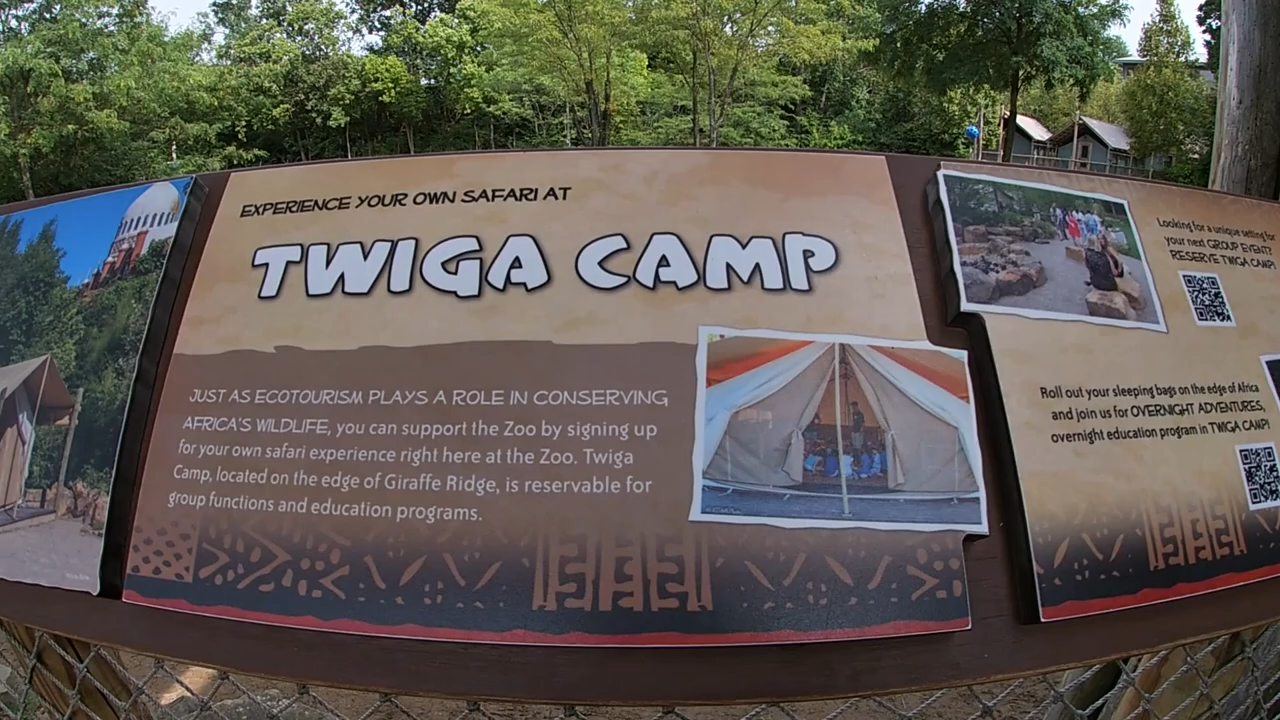 EXPERIENCE YOUR OWN SAFARI AT
TWIGA CAMP
JUST AS ECOTOURISM PLAYS A ROLE IN CONSERVING
AFRICA'S WILDLIFE, you can support the Zoo by signing up
for your own safari experience right here at the Zoo. Twiga
Camp, located on the edge of Giraffe Ridge, is reservable for
group functions and education programs.
Looking for a unique setting for
your next GROUP EVENT?
RESERVE TWIGA CAMP!
Roll out your sleeping bags on the edge of Africa
and join us for OVERNIGHT ADVENTURES,
overnight education program in TWIGA CAMP!